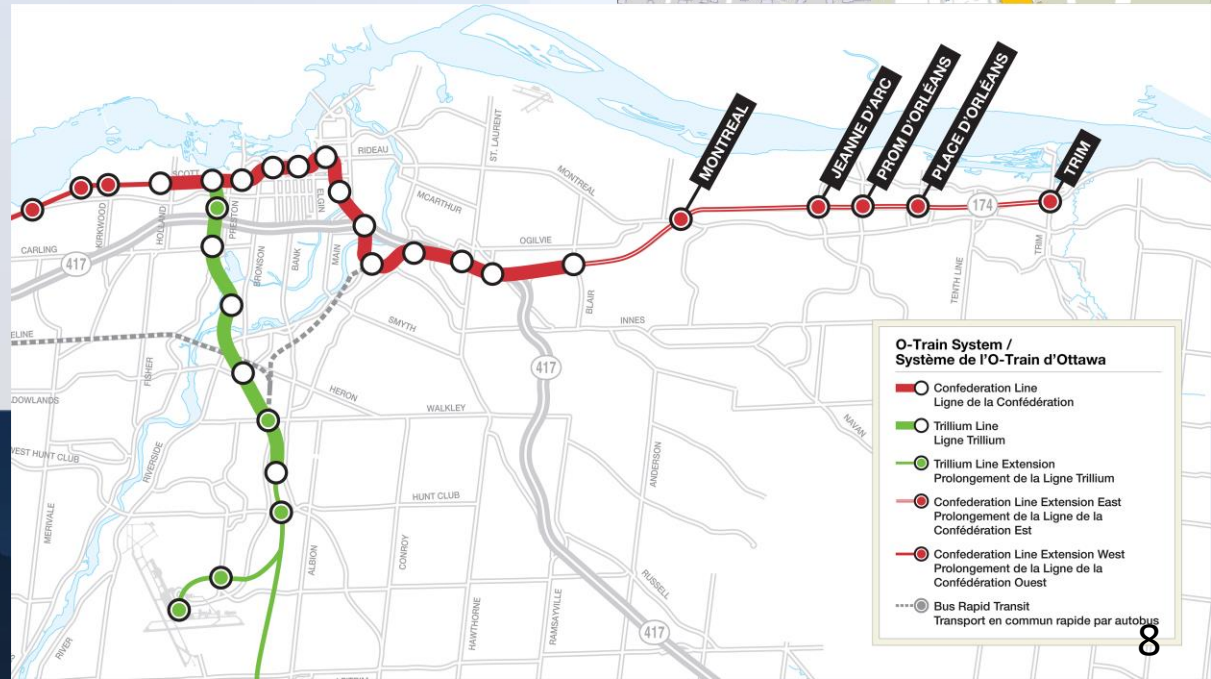 MONTREAL
JEANNE D'ARC
PROM D'ORLÉANS
PLACE D'ORLÉANS
TRIM
RIDEAU
ST. LAURENT
MONTREAL
SCOTT
KIRKWOOD
HOLLAND
PRESTON
ELGIN
MCARTHUR
OGILVIE
174
TRIM
CARLING
417
BRONSON
BANK
MAIN
BLAIR
TENTH LINE
SMYTH
INNES
FISHER
417
HERON
WALKLEY
NAVAN
WEST HUNT CLUB
RIVERSIDE
ANDERSON
HUNT CLUB
MERIVALE
ALBION
CONROY
RUSSELL
HAWTHORNE
RAMSAYVILLE
417
RIVER
O-Train System /
Système de l'O-Train d'Ottawa
Confederation Line
Ligne de la Confédération
Trillium Line
Ligne Trillium
Trillium Line Extension
Prolongement de la Ligne Trillium
Confederation Line Extension East
Prolongement de la Ligne de la
Confédération Est
Confederation Line Extension West
Prolongement de la Ligne de la
Confédération Ouest
Bus Rapid Transit
Transport en commun rapide par autobus
8